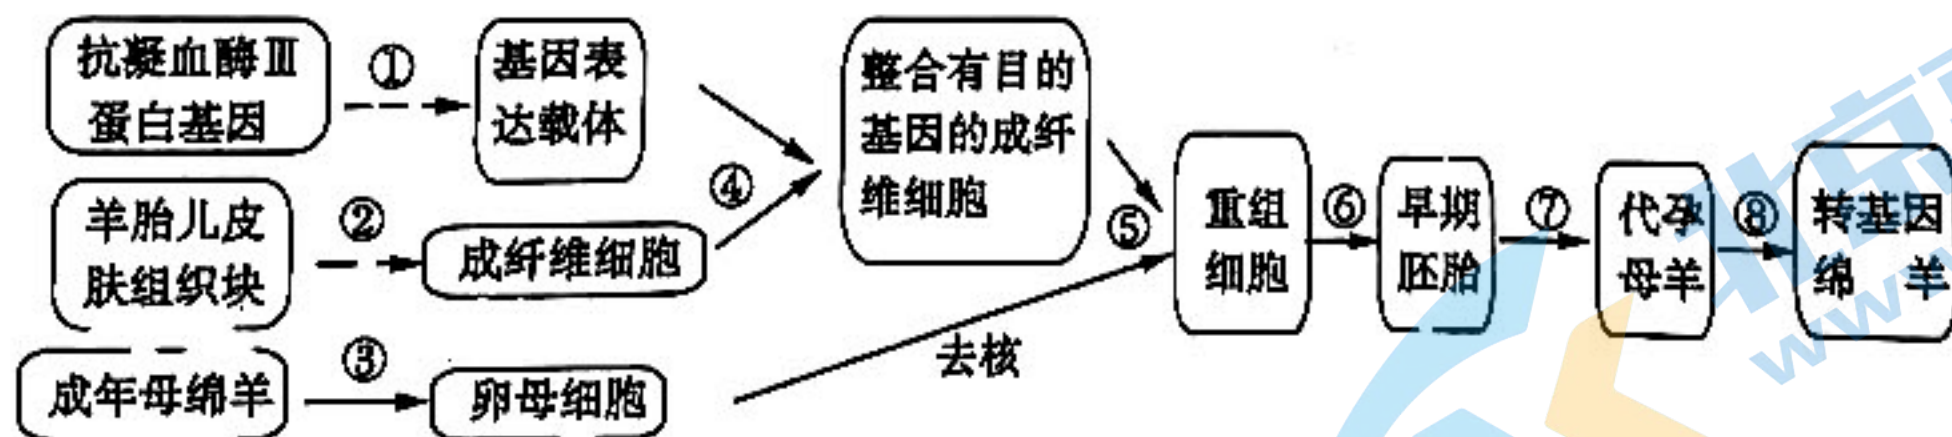 抗凝血酶Ⅲ
蛋白基因
①
基因表
达载体
羊胎儿皮
肤组织块
②
成纤维细胞
成年母绵羊
③
卵母细胞
④
整合有目的
基因的成纤
维细胞
去核
⑤
重组
细胞
⑥
早期
胚胎
⑦
代孕
母羊
⑧
转基因
绵 羊
北京